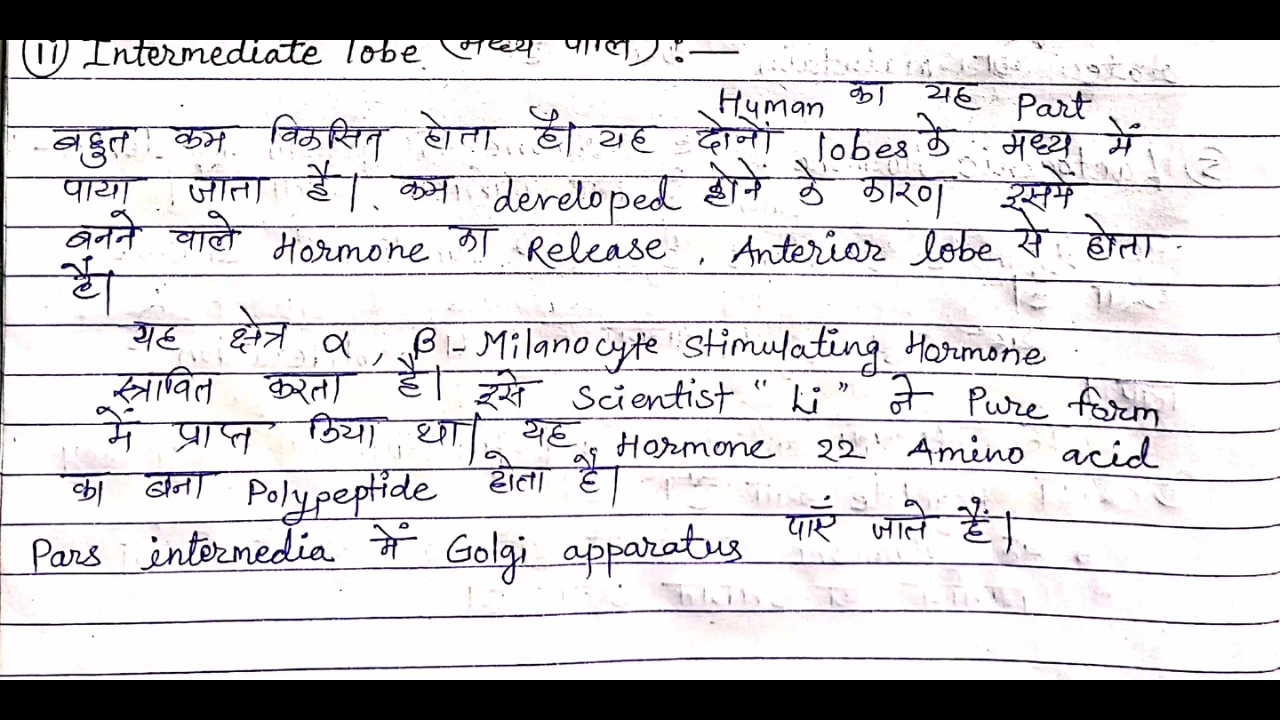 (ii) Intermediate lobe (मध्य पालि) :—
Human का यह Part
बहुत कम विकसित होता है। यह दोनों lobes के मध्य में
पाया जाता है। कम developed होने के कारण इसमें
बनने वाले Hormone का Release, Anterior lobe से होता
है।
यह क्षेत्र α, β - Milanocyte stimulating Hormone
स्त्रावित करता है। इसे Scientist "Li" ने Pure form
में प्राप्त किया था। यह Hormone 22 Amino acid
का बना Polypeptide होता है।
Pars intermedia में Golgi apparatus पाएं जाते हैं।